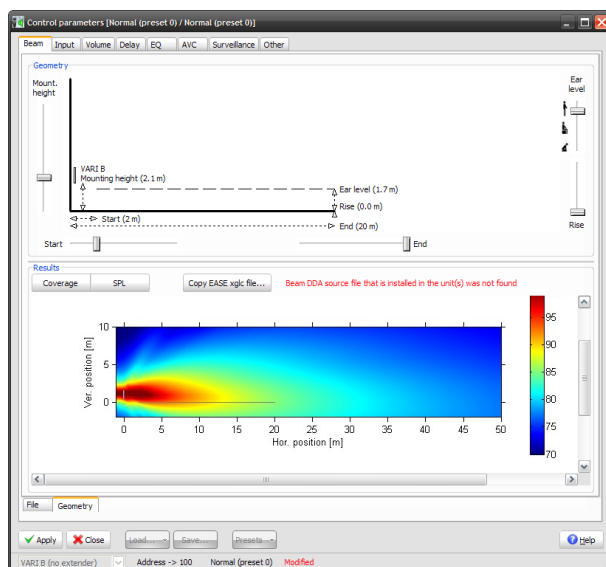 Control parameters [Normal (preset 0) / Normal (preset 0)]
Beam Input Volume Delay EQ AVC Surveillance Other
Geometry
Mount. height
Ear level
VARI B
Mounting height (2.1 m)
Ear level (1.7 m)
Rise (0.0 m)
Start (2 m)
End (20 m)
Rise
Start
End
Results
Coverage SPL Copy EASE xglc file... Beam DDA source file that is installed in the unit(s) was not found
Ver. position [m]
10
5
0
0 5 10 15 20 25 30 35 40 45 50
Hor. position [m]
95
90
85
80
75
70
File Geometry
Apply Close Load... Save... Presets Help
VARI B (no extender) Address -> 100 Normal (preset 0) Modified